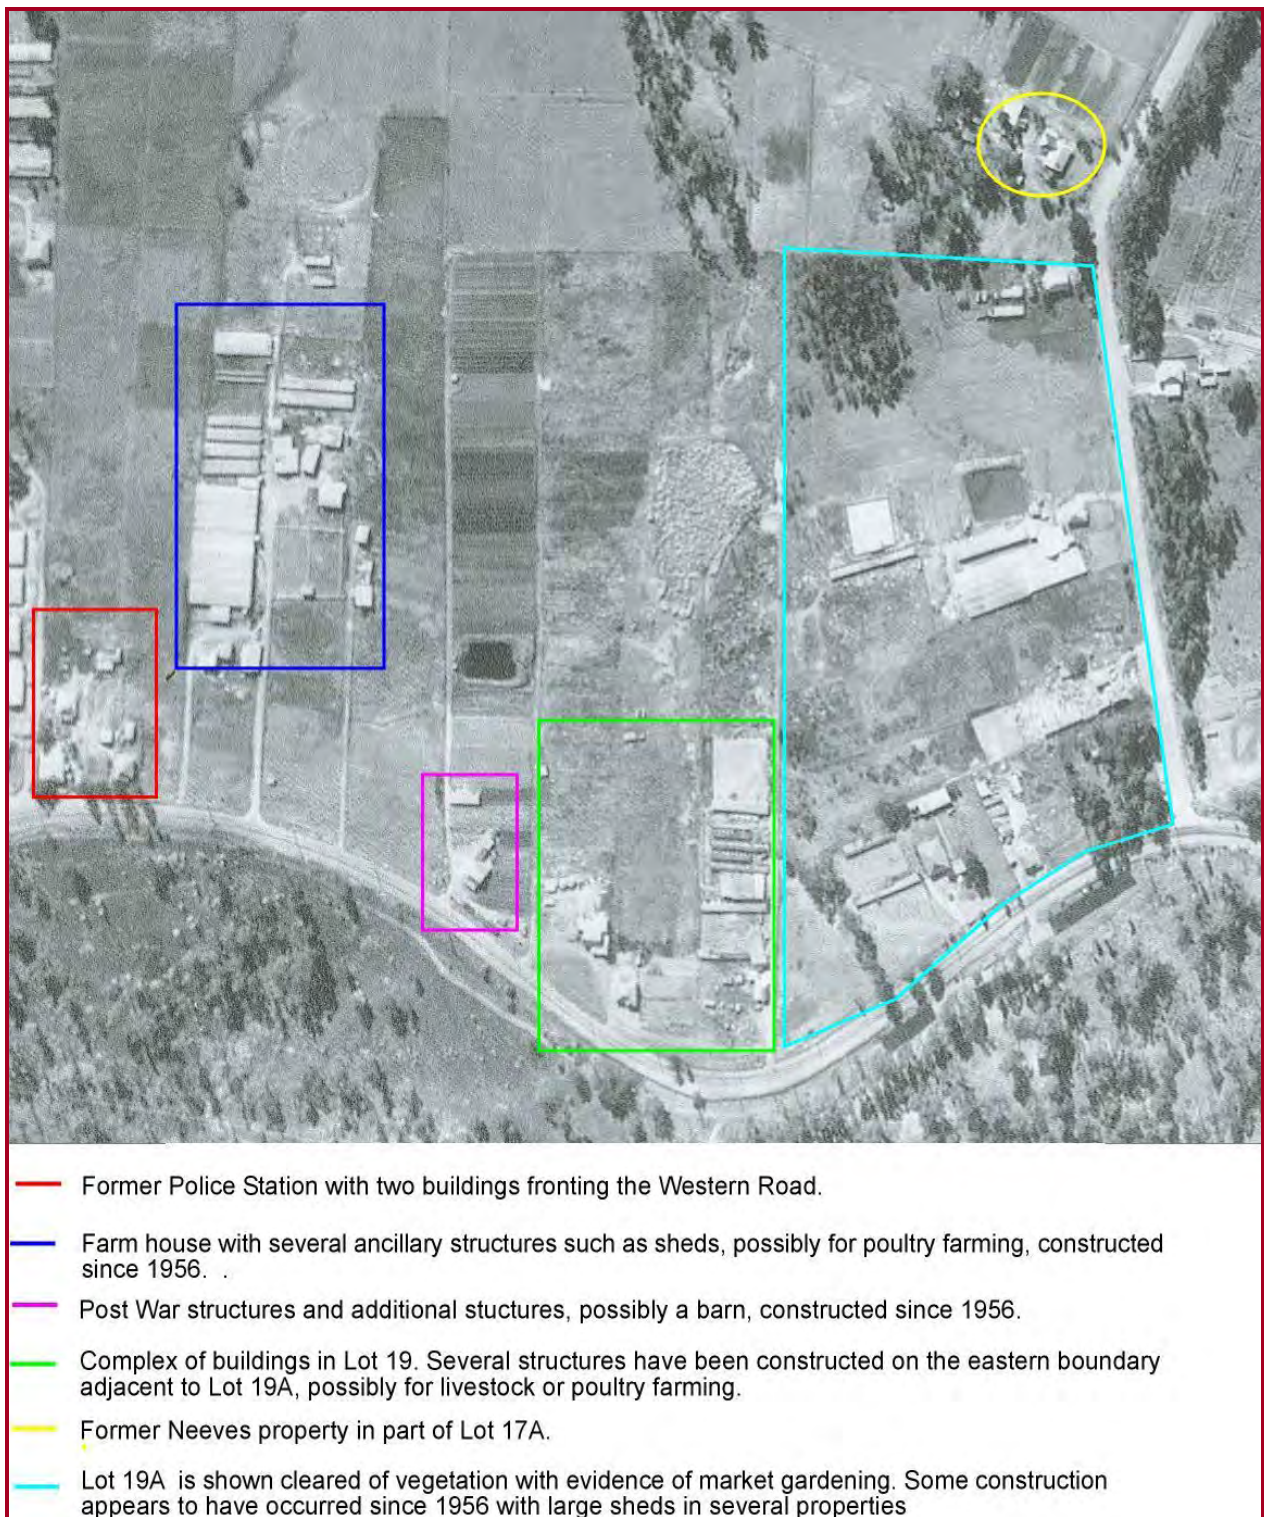 Former Police Station with two buildings fronting the Western Road.
Farm house with several ancillary structures such as sheds, possibly for poultry farming, constructed
since 1956. .
Post War structures and additional stuctures, possibly a barn, constructed since 1956.
Complex of buildings in Lot 19. Several structures have been constructed on the eastern boundary
adjacent to Lot 19A, possibly for livestock or poultry farming.
Former Neeves property in part of Lot 17A.
Lot 19A is shown cleared of vegetation with evidence of market gardening. Some construction
appears to have occurred since 1956 with large sheds in several properties